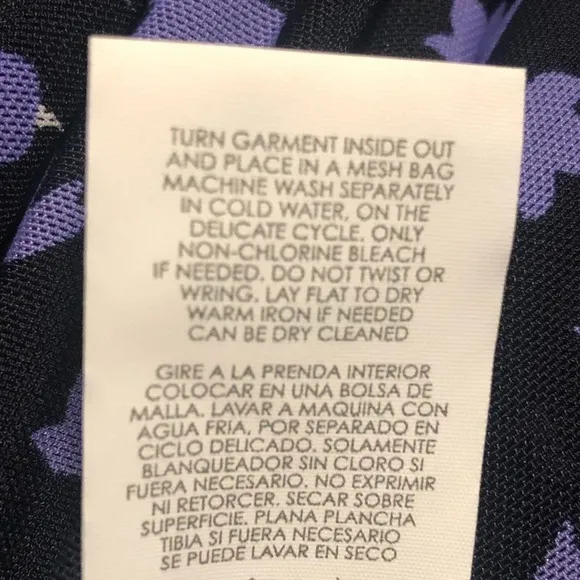 TURN GARMENT INSIDE OUT
AND PLACE IN A MESH BAG
MACHINE WASH SEPARATELY
IN COLD WATER, ON THE
DELICATE CYCLE. ONLY
NON-CHLORINE BLEACH
IF NEEDED. DO NOT TWIST OR
WRING. LAY FLAT TO DRY
WARM IRON IF NEEDED
CAN BE DRY CLEANED
GIRE A LA PRENDA INTERIOR
COLOCAR EN UNA BOLSA DE
MALLA. LAVAR A MAQUINA CON
AGUA FRIA, POR SEPARADO EN
CICLO DELICADO. SOLAMENTE
BLANQUEADOR SIN CLORO SI
FUERA NECESARIO. NO EXPRIMIR
NI RETORCER. SECAR SOBRE
SUPERFICIE. PLANA PLANCHA
TIBIA SI FUERA NECESARIO
SE PUEDE LAVAR EN SECO